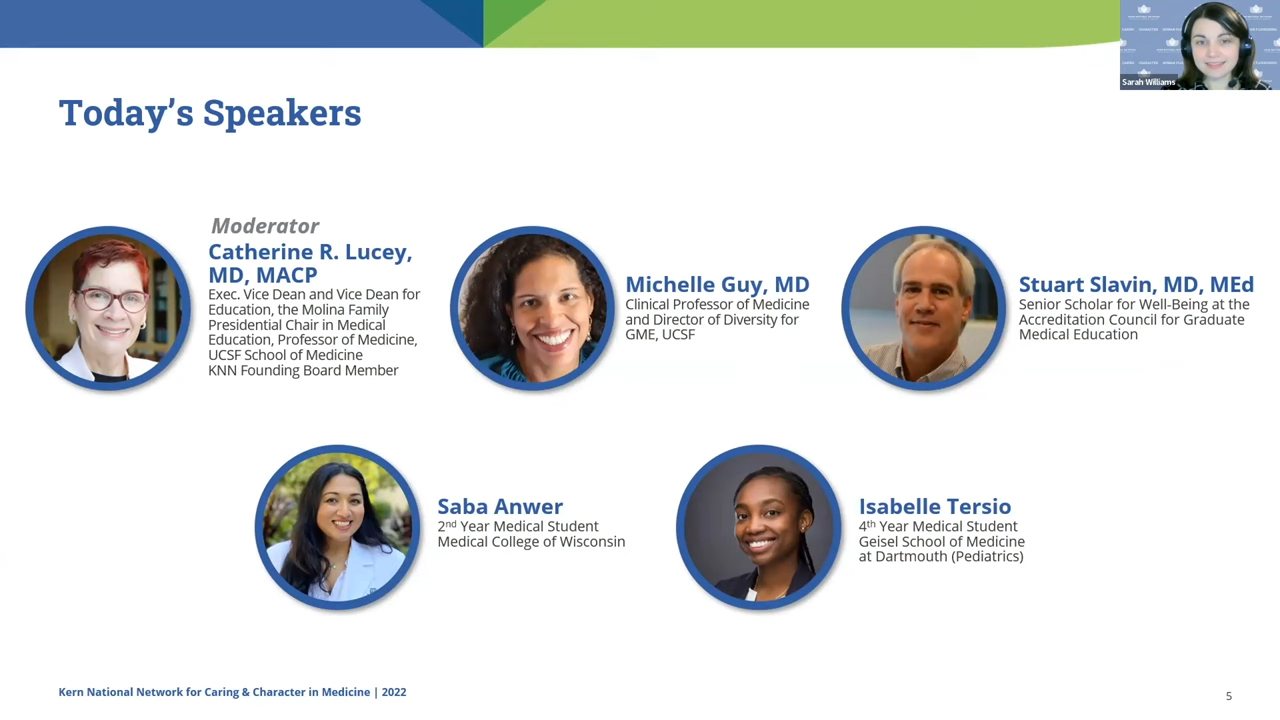 Sarah Williams
Today's Speakers
Moderator
Catherine R. Lucey,
MD, MACP
Exec. Vice Dean and Vice Dean for
Education, the Molina Family
Presidential Chair in Medical
Education, Professor of Medicine,
UCSF School of Medicine
KNN Founding Board Member
Michelle Guy, MD
Clinical Professor of Medicine
and Director of Diversity for
GME, UCSF
Stuart Slavin, MD, MEd
Senior Scholar for Well-Being at the
Accreditation Council for Graduate
Medical Education
Saba Anwer
2nd Year Medical Student
Medical College of Wisconsin
Isabelle Tersio
4th Year Medical Student
Geisel School of Medicine
at Dartmouth (Pediatrics)
Kern National Network for Caring & Character in Medicine | 2022
5